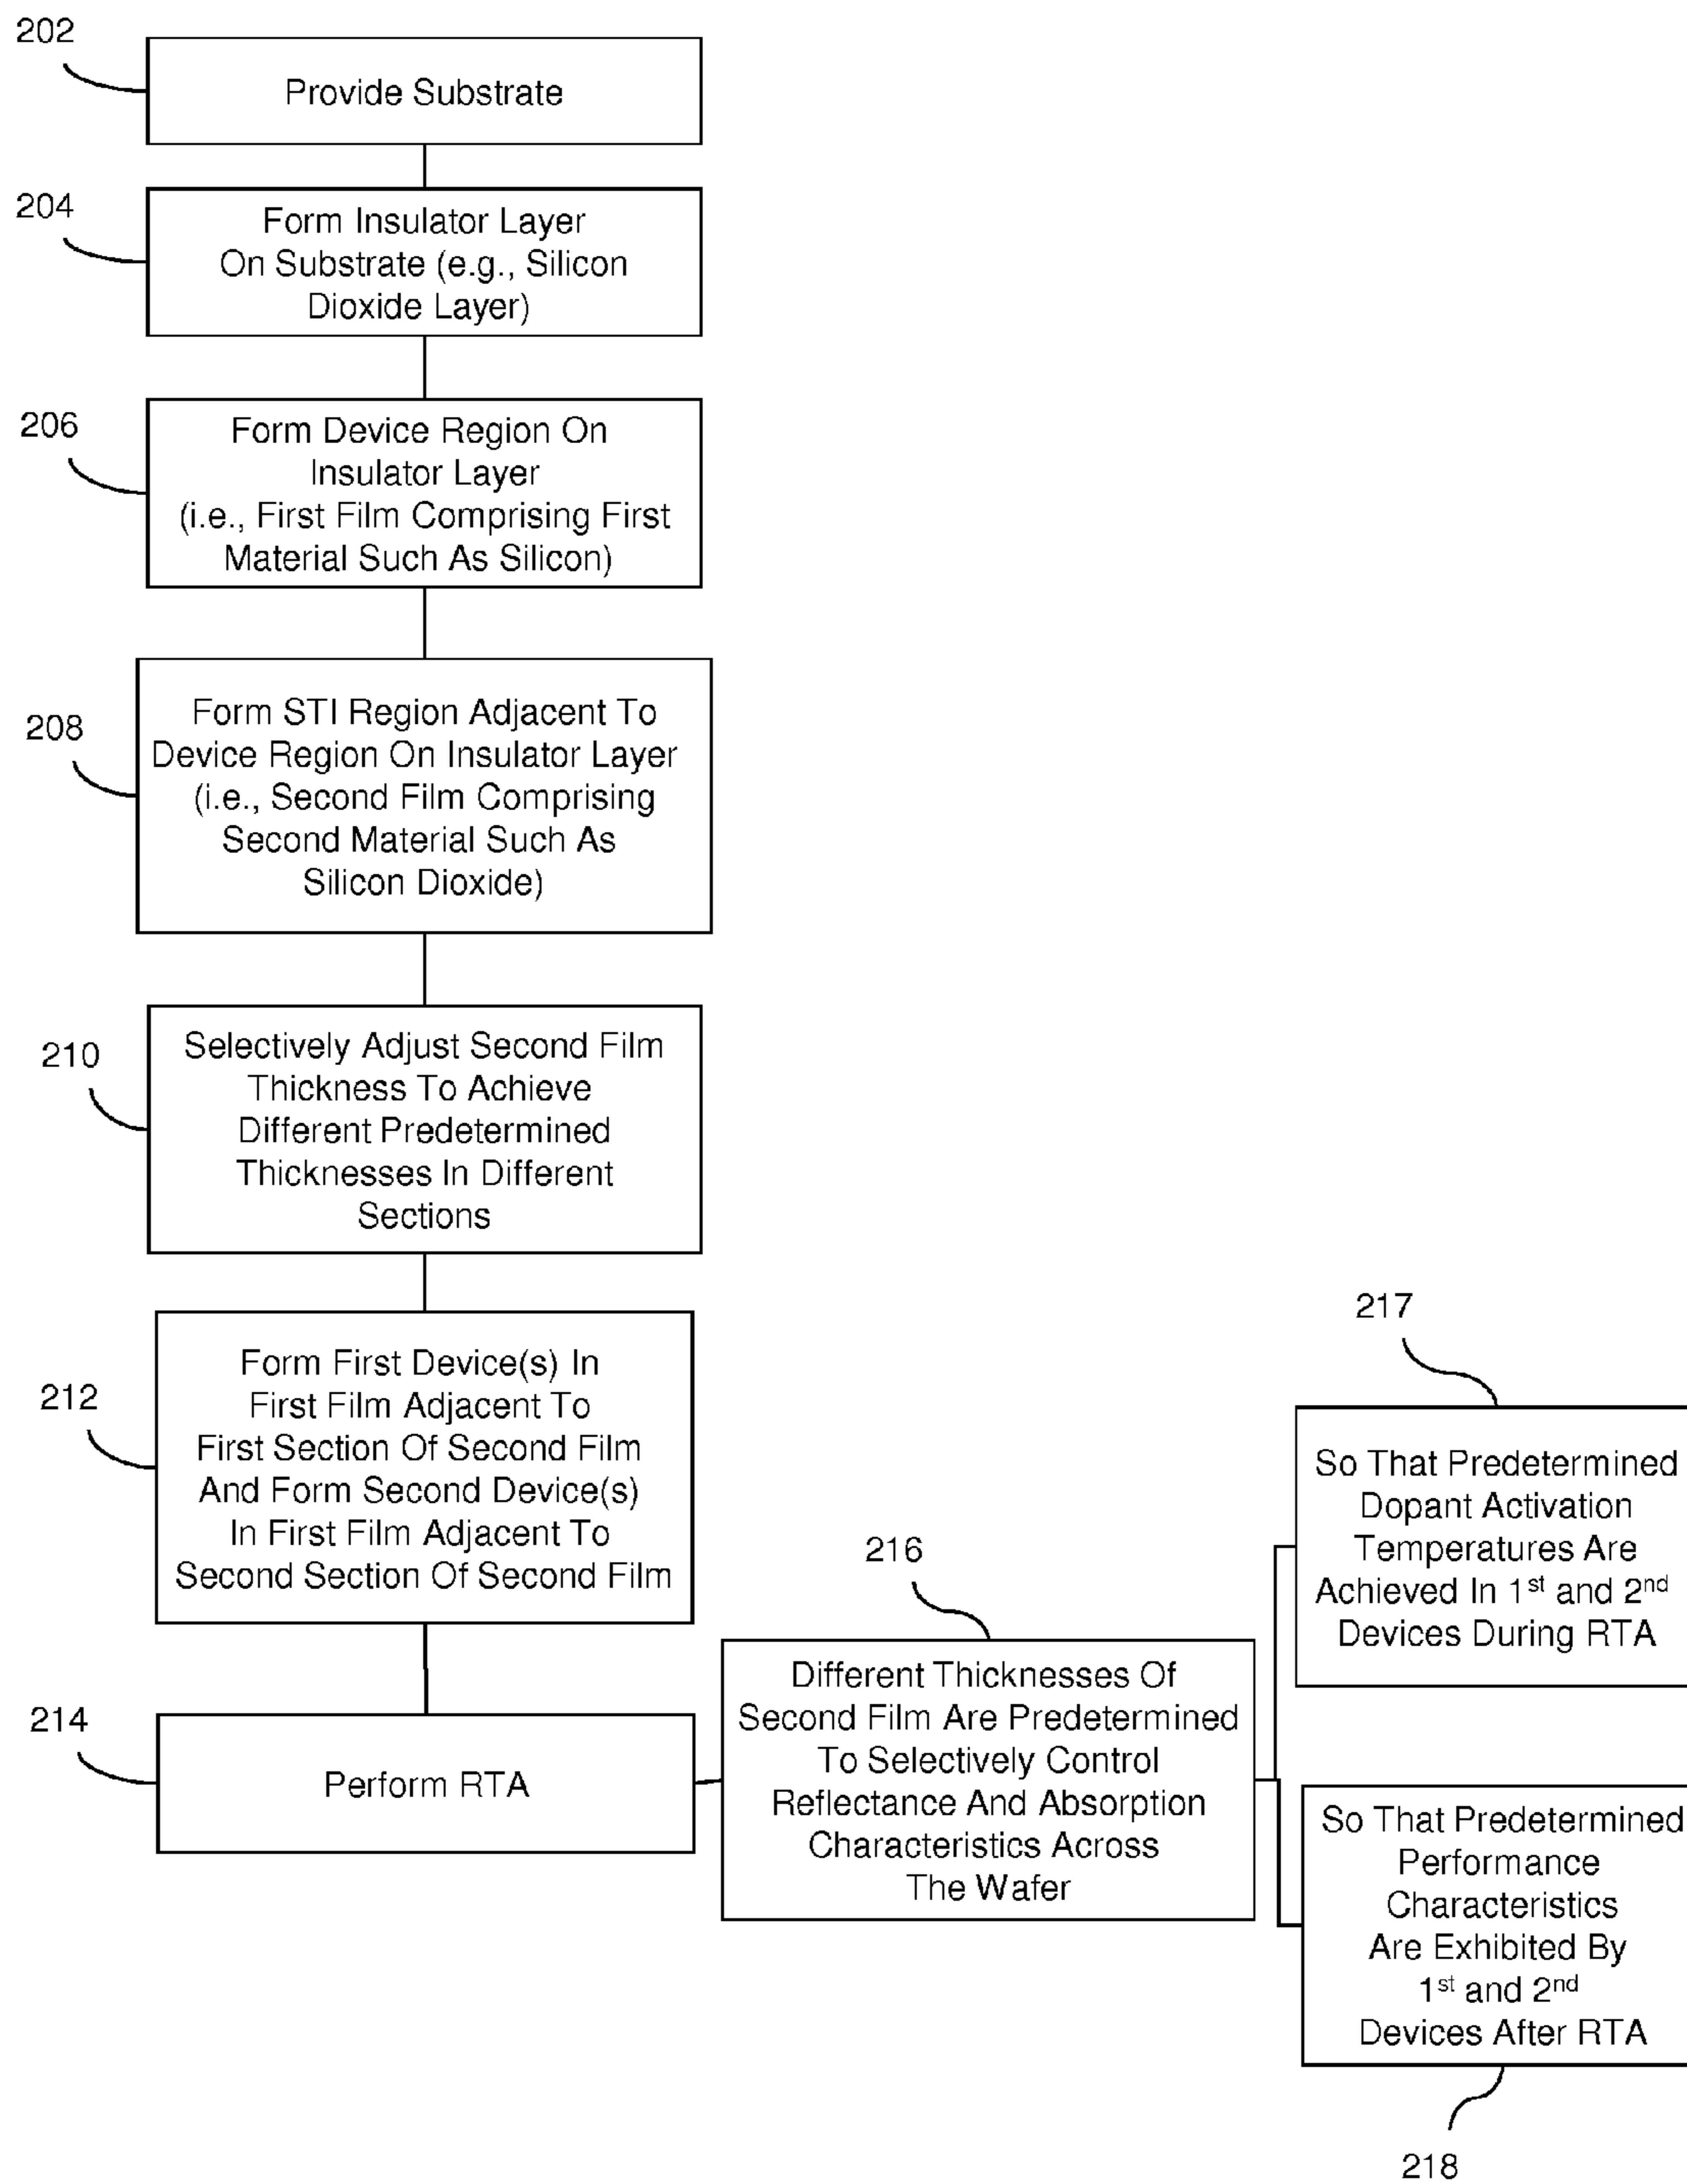 202
Provide Substrate
204
Form Insulator Layer
On Substrate (e.g., Silicon
Dioxide Layer)
206
Form Device Region On
Insulator Layer
(i.e., First Film Comprising First
Material Such As Silicon)
208
Form STI Region Adjacent To
Device Region On Insulator Layer
(i.e., Second Film Comprising
Second Material Such As
Silicon Dioxide)
210
Selectively Adjust Second Film
Thickness To Achieve
Different Predetermined
Thicknesses In Different
Sections
212
Form First Device(s) In
First Film Adjacent To
First Section Of Second Film
And Form Second Device(s)
In First Film Adjacent To
Second Section Of Second Film
214
Perform RTA
216
Different Thicknesses Of
Second Film Are Predetermined
To Selectively Control
Reflectance And Absorption
Characteristics Across
The Wafer
217
So That Predetermined
Dopant Activation
Temperatures Are
Achieved In 1st and 2nd
Devices During RTA
So That Predetermined
Performance
Characteristics
Are Exhibited By
1st and 2nd
Devices After RTA
218